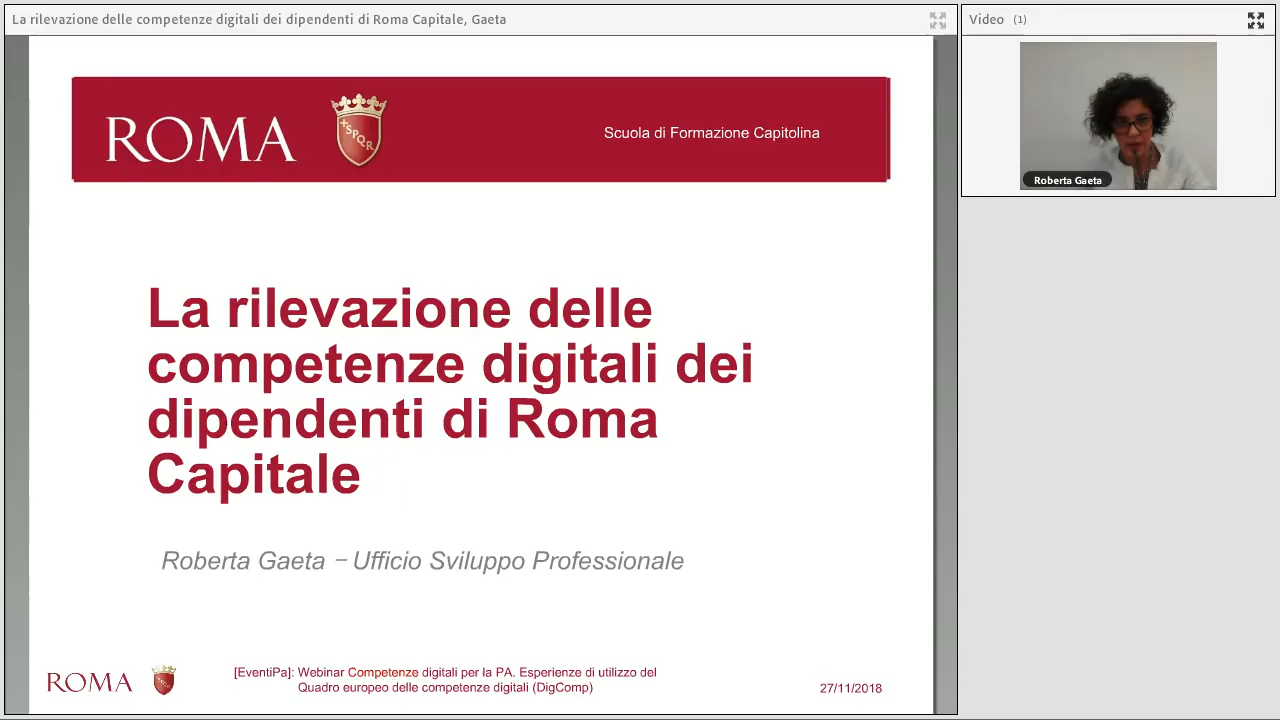 La rilevazione delle competenze digitali dei dipendenti di Roma Capitale, Gaeta
Video (1)
ROMA
SPQR
Scuola di Formazione Capitolina
Roberta Gaeta
La rilevazione delle
competenze digitali dei
dipendenti di Roma
Capitale
Roberta Gaeta – Ufficio Sviluppo Professionale
ROMA
[EventiPa]: Webinar Competenze digitali per la PA. Esperienze di utilizzo del
Quadro europeo delle competenze digitali (DigComp)
27/11/2018